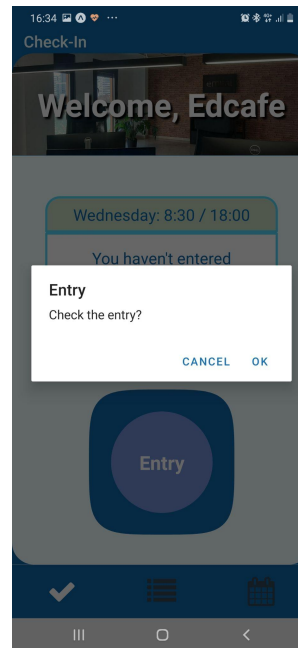 16:34
Check-In
Welcome, Edcafe
Wednesday: 8:30 / 18:00
You haven't entered
Entry
Check the entry?
CANCEL OK
Entry